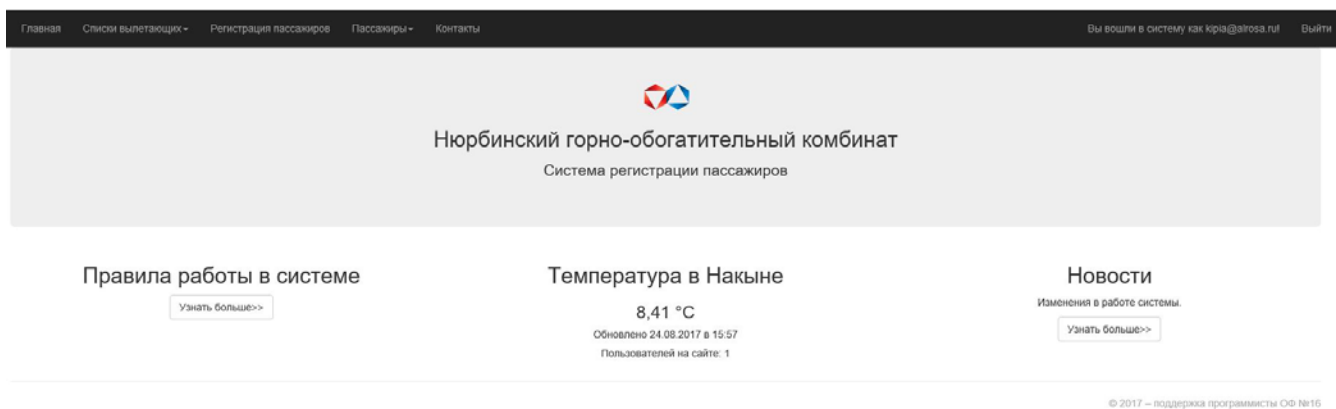 Главная Списки вылетающих Регистрация пассажиров Пассажиры Контакты Вы вошли в систему как kipia@alrosa.ru! Выйти
Нюрбинский горно-обогатительный комбинат
Система регистрации пассажиров
Правила работы в системе
Узнать больше>>
Температура в Накыне
8,41 °C
Обновлено 24.08.2017 в 15:57
Пользователей на сайте: 1
Новости
Изменения в работе системы.
Узнать больше>>
© 2017 – поддержка программисты ОФ №16